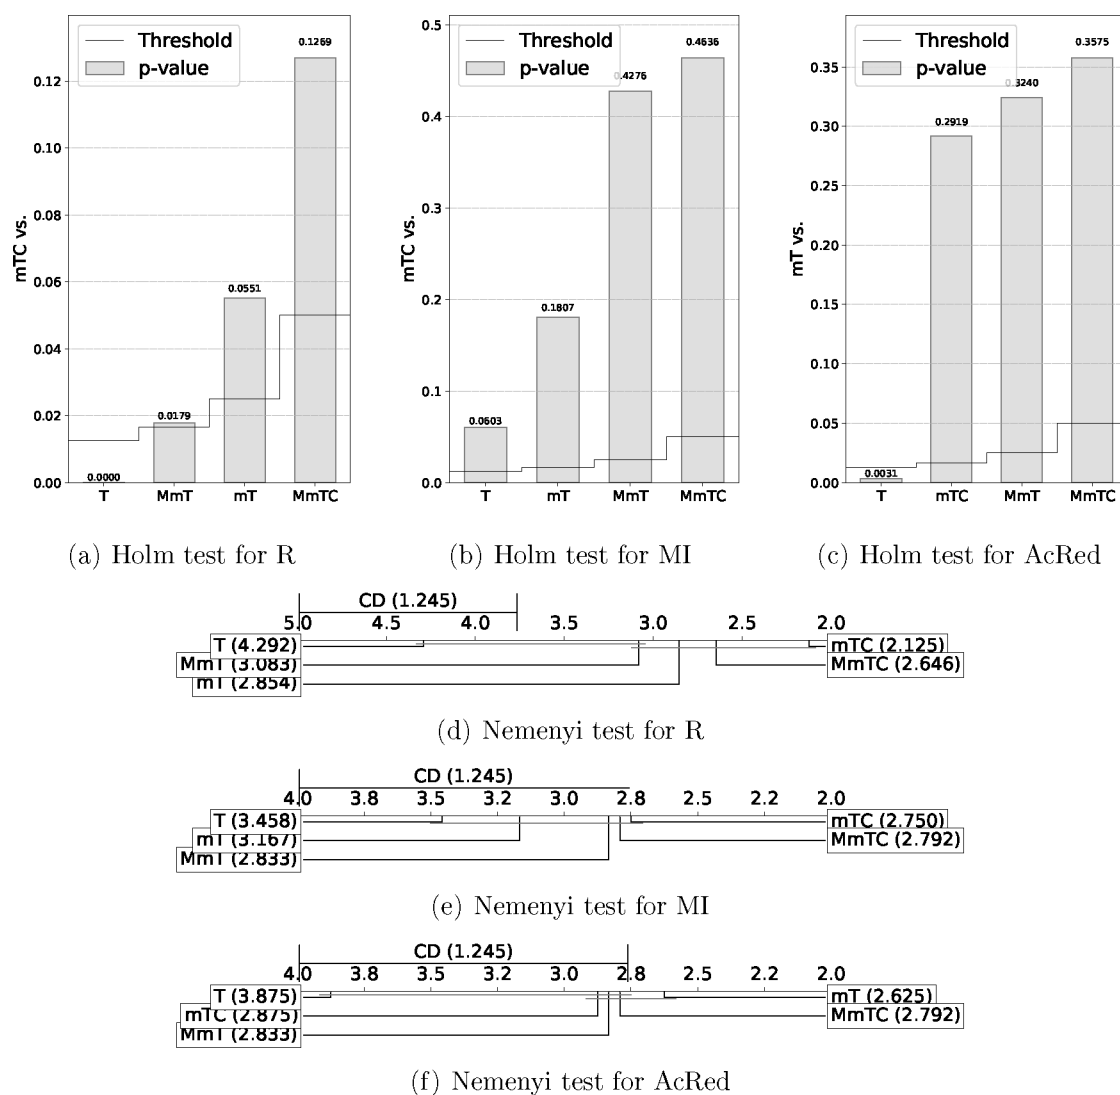 Threshold
p-value
0.1269
0.0551
0.0179
0.0000
0.12
0.10
0.08
0.06
0.04
0.02
0.00
mTC vs.
T MmT mT MmTC
(a) Holm test for R
Threshold
p-value
0.4636
0.1807
0.0603
0.5
0.4
0.3
0.2
0.1
0.0
mTC vs.
T mT MmT MmTC
(b) Holm test for MI
Threshold
p-value
0.3575
0.2919
0.0031
0.35
0.30
0.25
0.20
0.15
0.10
0.05
0.00
mT vs.
T mTC MmT MmTC
(c) Holm test for AcRed
CD (1.245)
5.0 4.5 4.0 3.5 3.0 2.5 2.0
T (4.292) mTC (2.125)
MmT (3.083) MmTC (2.646)
mT (2.854)
(d) Nemenyi test for R
CD (1.245)
4.0 3.8 3.5 3.2 3.0 2.8 2.5 2.2 2.0
T (3.458) mTC (2.750)
mT (3.167) MmTC (2.792)
MmT (2.833)
(e) Nemenyi test for MI
CD (1.245)
4.0 3.8 3.5 3.2 3.0 2.8 2.5 2.2 2.0
T (3.875) mT (2.625)
mTC (2.875) MmTC (2.792)
MmT (2.833)
(f) Nemenyi test for AcRed